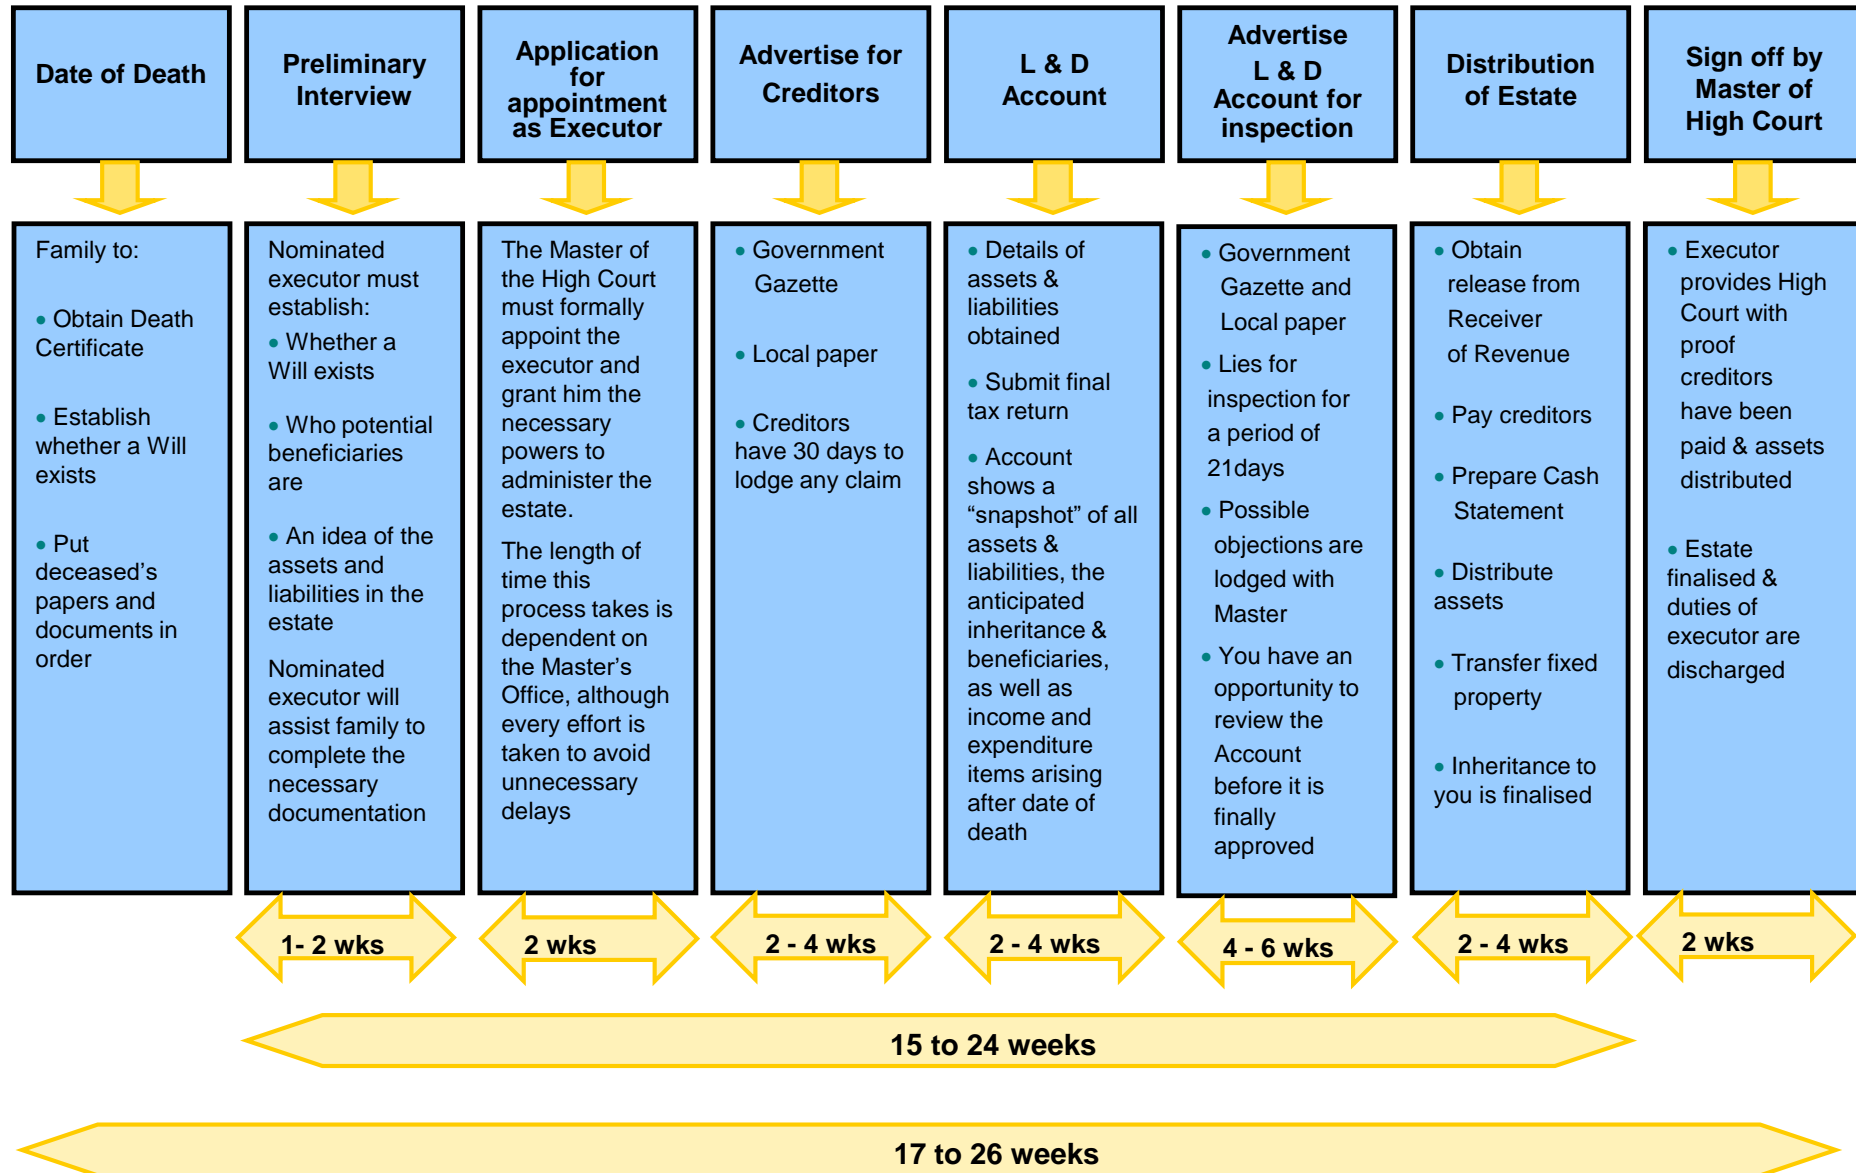 Date of Death
Preliminary
Interview
Application
for
appointment
as Executor
Advertise for
Creditors
L & D
Account
Advertise
L & D
Account for
inspection
Distribution
of Estate
Sign off by
Master of
High Court
Family to:
• Obtain Death
Certificate
• Establish
whether a Will
exists
• Put
deceased’s
papers and
documents in
order
Nominated
executor must
establish:
• Whether a
Will exists
• Who potential
beneficiaries
are
• An idea of the
assets and
liabilities in the
estate
Nominated
executor will
assist family to
complete the
necessary
documentation
The Master of
the High Court
must formally
appoint the
executor and
grant him the
necessary
powers to
administer the
estate.
The length of
time this
process takes is
dependent on
the Master’s
Office, although
every effort is
taken to avoid
unnecessary
delays
• Government
Gazette
• Local paper
• Creditors
have 30 days to
lodge any claim
• Details of
assets &
liabilities
obtained
• Submit final
tax return
• Account
shows a
“snapshot” of all
assets &
liabilities, the
anticipated
inheritance &
beneficiaries,
as well as
income and
expenditure
items arising
after date of
death
• Government
Gazette and
Local paper
• Lies for
inspection for
a period of
21days
• Possible
objections are
lodged with
Master
• You have an
opportunity to
review the
Account
before it is
finally
approved
• Obtain
release from
Receiver
of Revenue
• Pay creditors
• Prepare Cash
Statement
• Distribute
assets
• Transfer fixed
property
• Inheritance to
you is finalised
• Executor
provides High
Court with
proof
creditors
have been
paid & assets
distributed
• Estate
finalised &
duties of
executor are
discharged
1- 2 wks
2 wks
2 - 4 wks
2 - 4 wks
4 - 6 wks
2 - 4 wks
2 wks
15 to 24 weeks
17 to 26 weeks